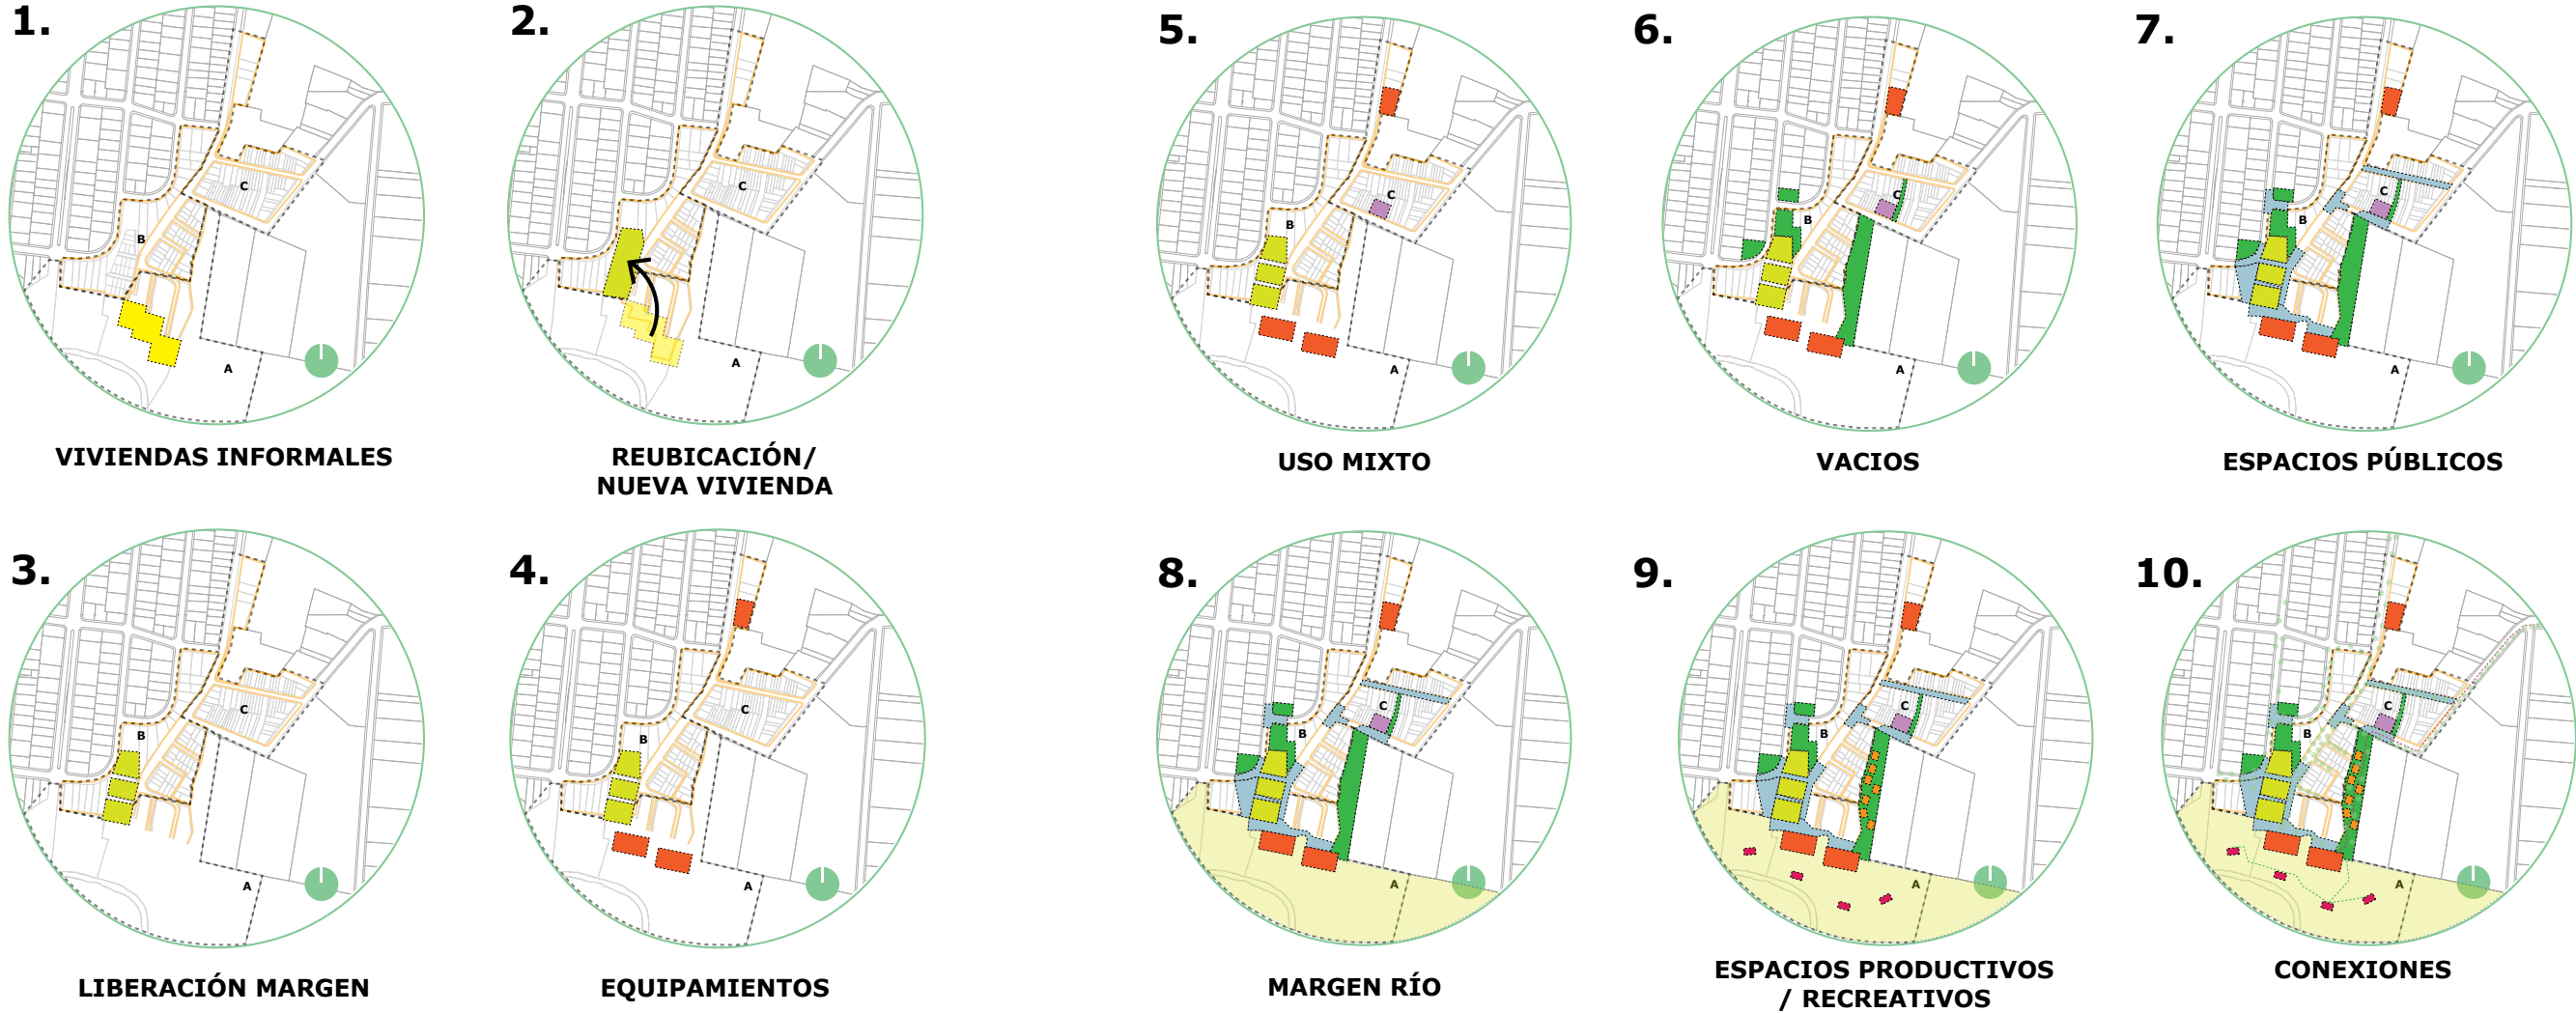 1.
C
B
A
VIVIENDAS INFORMALES
2.
C
B
A
REUBICACIÓN/
NUEVA VIVIENDA
3.
C
B
A
LIBERACIÓN MARGEN
4.
C
B
A
EQUIPAMIENTOS
5.
C
B
A
USO MIXTO
6.
C
B
A
VACIOS
7.
C
B
A
ESPACIOS PÚBLICOS
8.
C
B
A
MARGEN RÍO
9.
C
B
A
ESPACIOS PRODUCTIVOS
/ RECREATIVOS
10.
C
B
A
CONEXIONES